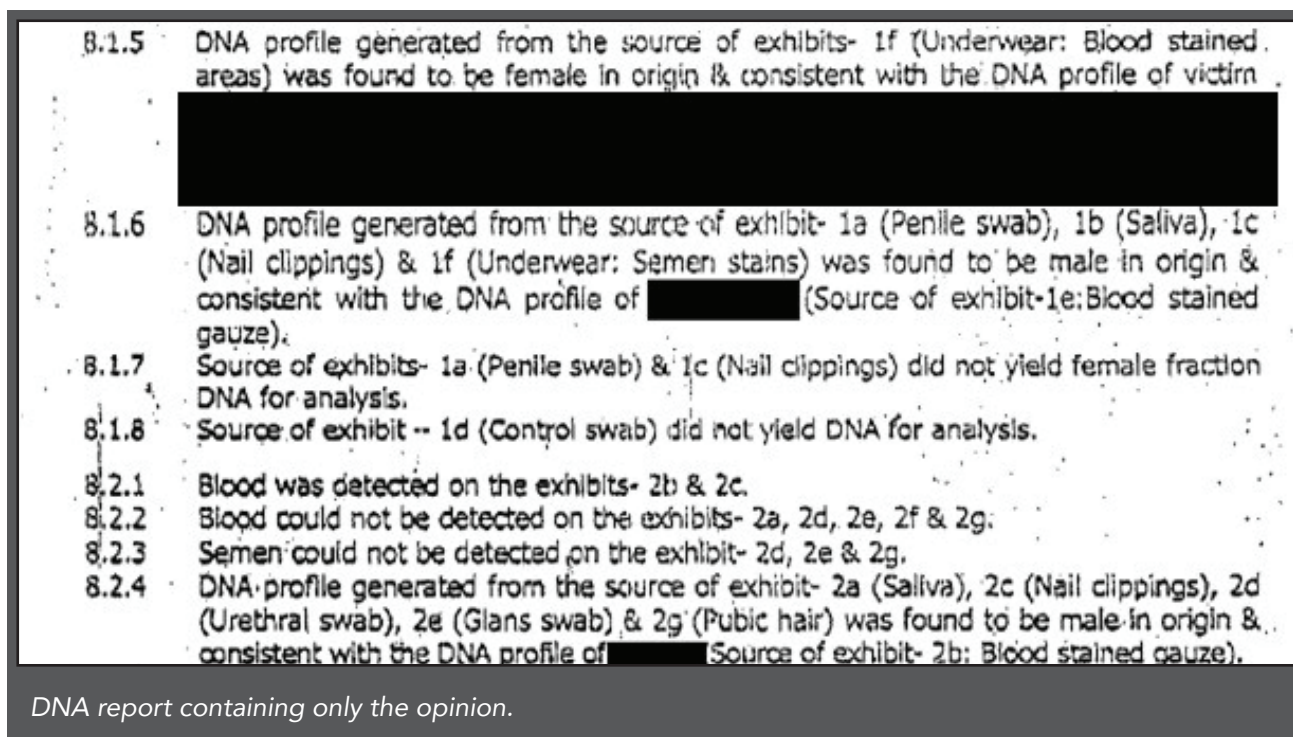 8.1.5 DNA profile generated from the source of exhibits- 1f (Underwear: Blood stained
areas) was found to be female in origin & consistent with the DNA profile of victim
8.1.6 DNA profile generated from the source of exhibit- 1a (Penile swab), 1b (Saliva), 1c
(Nail clippings) & 1f (Underwear: Semen stains) was found to be male in origin &
consistent with the DNA profile of (Source of exhibit-1e:Blood stained
gauze).
8.1.7 Source of exhibits- 1a (Penile swab) & 1c (Nail clippings) did not yield female fraction
DNA for analysis.
8.1.8 Source of exhibit -- 1d (Control swab) did not yield DNA for analysis.
8.2.1 Blood was detected on the exhibits- 2b & 2c.
8.2.2 Blood could not be detected on the exhibits- 2a, 2d, 2e, 2f & 2g.
8.2.3 Semen could not be detected on the exhibit- 2d, 2e & 2g.
8.2.4 DNA profile generated from the source of exhibit- 2a (Saliva), 2c (Nail clippings), 2d
(Urethral swab), 2e (Glans swab) & 2g (Pubic hair) was found to be male in origin &
consistent with the DNA profile of (Source of exhibit- 2b: Blood stained gauze).
DNA report containing only the opinion.